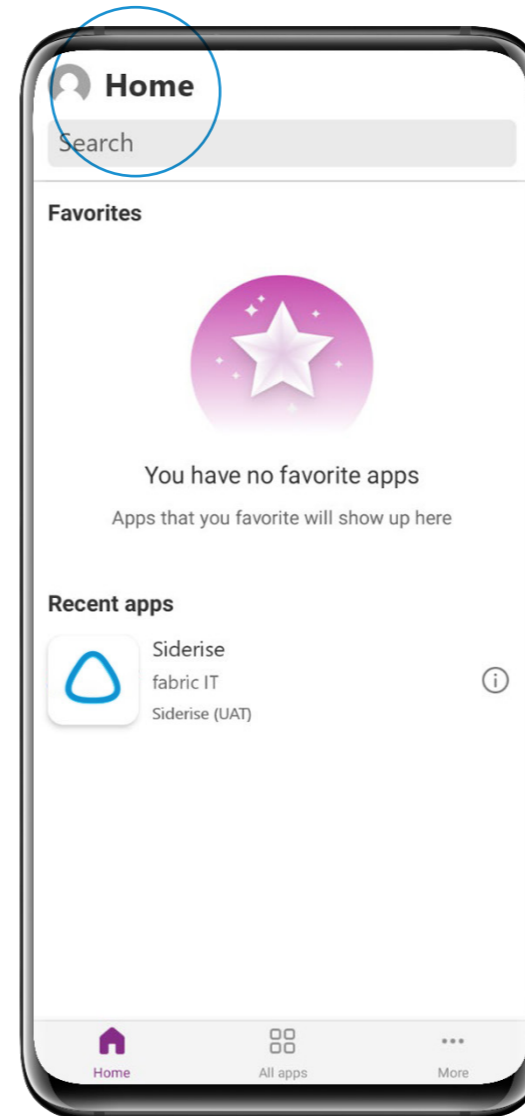 Home
Search
Favorites
You have no favorite apps
Apps that you favorite will show up here
Recent apps
Siderise
fabric IT
Siderise (UAT)
Home
All apps
More